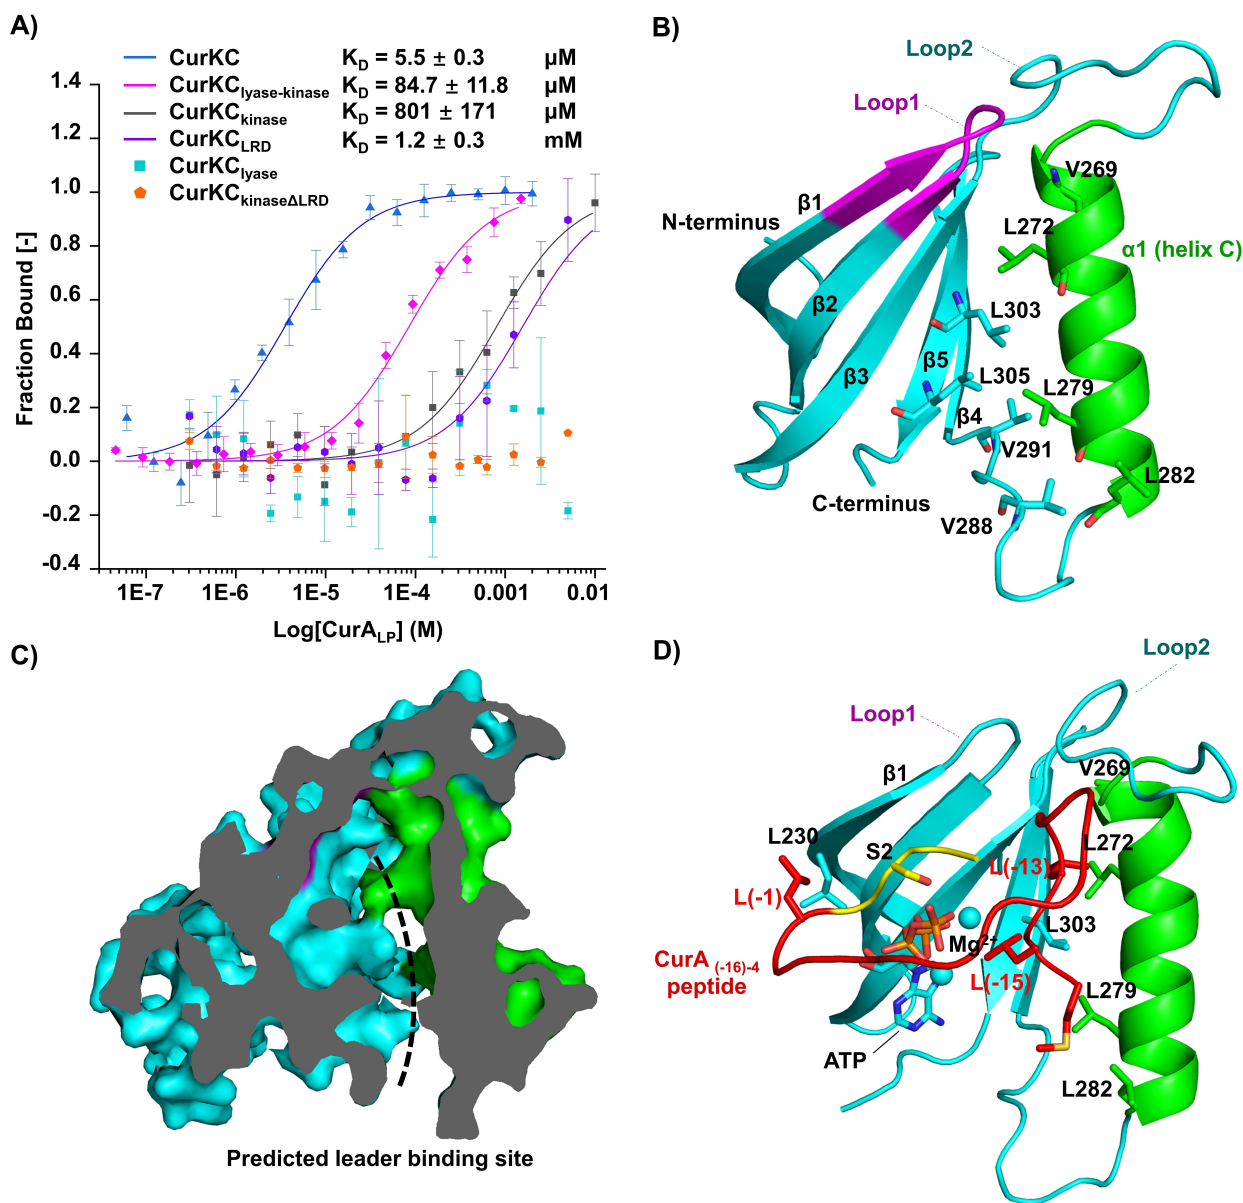 A)
CurKC K_D = 5.5 ± 0.3 µM
CurKC_lyase-kinase K_D = 84.7 ± 11.8 µM
CurKC_kinase K_D = 801 ± 171 µM
CurKC_LRD K_D = 1.2 ± 0.3 mM
CurKC_lyase
CurKC_kinaseΔLRD
1.4
1.2
1.0
0.8
0.6
0.4
0.2
0.0
-0.2
-0.4
Fraction Bound [-]
1E-7 1E-6 1E-5 1E-4 0.001 0.01
Log[CurA_LP] (M)
B)
Loop2
Loop1
V269
β1
N-terminus
L272
α1 (helix C)
β2
L303
β3
β5
L305
L279
β4
V291
L282
C-terminus
V288
C)
Predicted leader binding site
D)
Loop2
Loop1
V269
β1
L230
S2
L272
L(-13)
L(-1)
L303
Mg²⁺
CurA (-16)-4
peptide
L(-15)
L279
ATP
L282